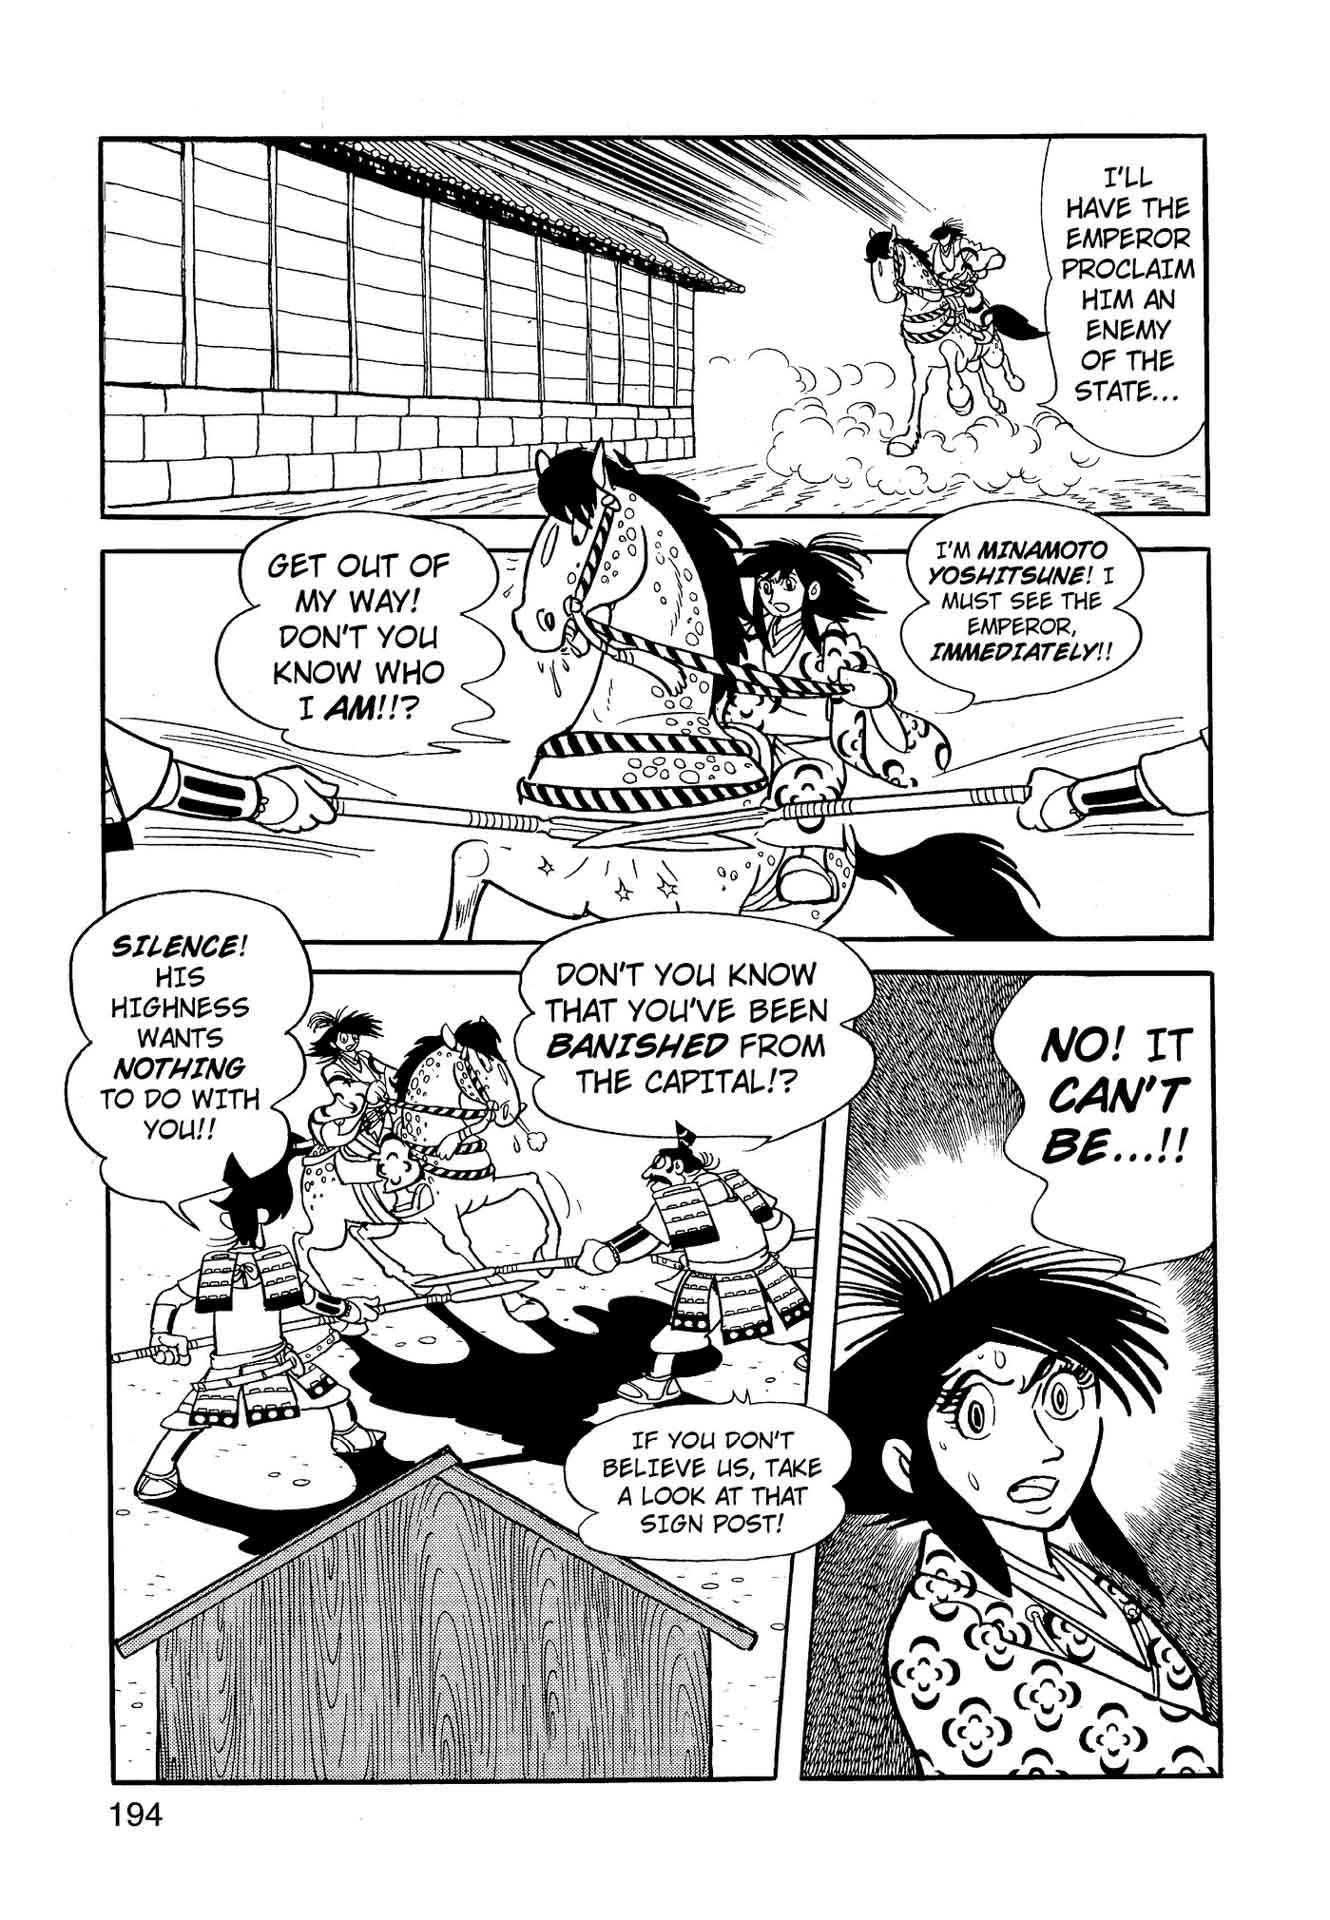 I'LL
HAVE THE
EMPEROR
PROCLAIM
HIM AN
ENEMY
OF THE
STATE...
GET OUT OF
MY WAY!
DON'T YOU
KNOW WHO
I AM!!?
I'M MINAMOTO
YOSHITSUNE! I
MUST SEE THE
EMPEROR,
IMMEDIATELY!!
SILENCE!
HIS
HIGHNESS
WANTS
NOTHING
TO DO WITH
YOU!!
DON'T YOU KNOW
THAT YOU'VE BEEN
BANISHED FROM
THE CAPITAL!?
IF YOU DON'T
BELIEVE US, TAKE
A LOOK AT THAT
SIGN POST!
NO! IT
CAN'T
BE...!!
194